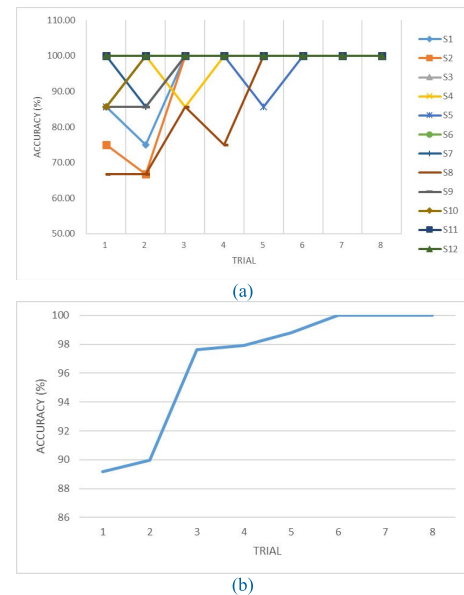 100.00
90.00
80.00
70.00
60.00
50.00
ACCURACY (%)
1 2 3 4 5 6 7 8
TRIAL
S1
S2
S3
S4
S5
S6
S7
S8
S9
S10
S11
S12
(a)
100
98
96
94
92
90
88
86
ACCURACY (%)
1 2 3 4 5 6 7 8
TRIAL
(b)